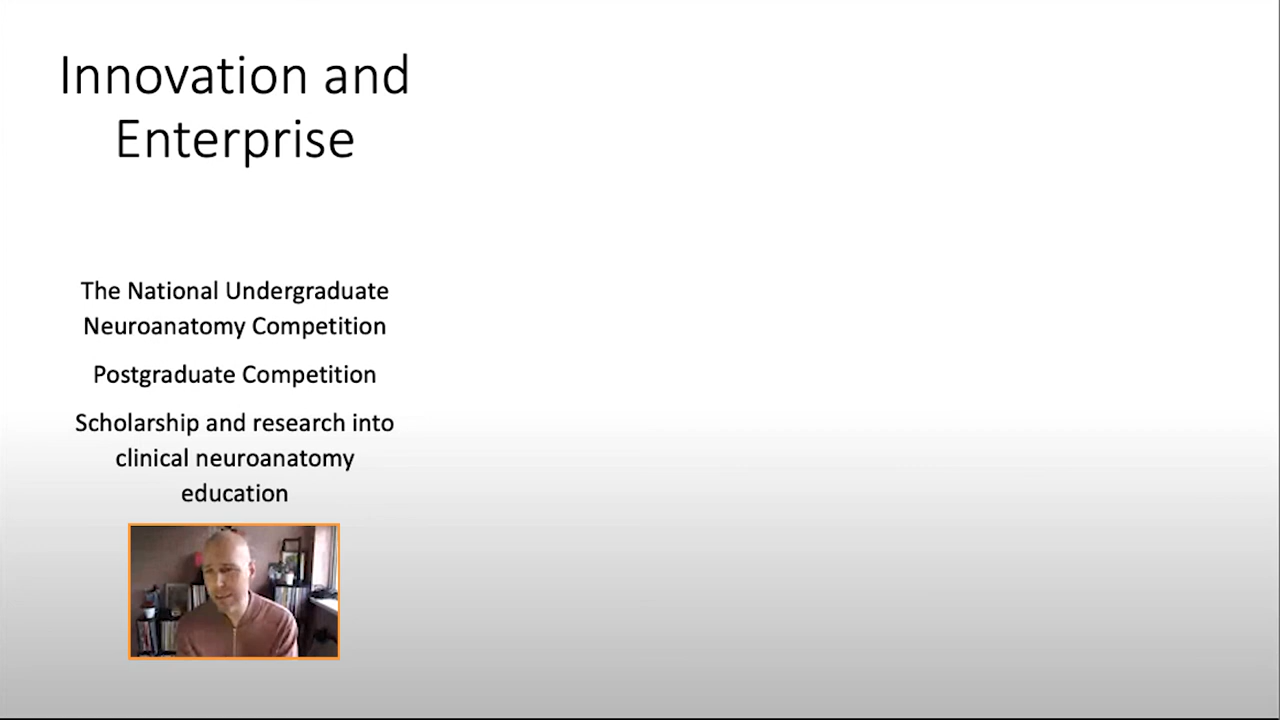 Innovation and
Enterprise
The National Undergraduate
Neuroanatomy Competition
Postgraduate Competition
Scholarship and research into
clinical neuroanatomy
education